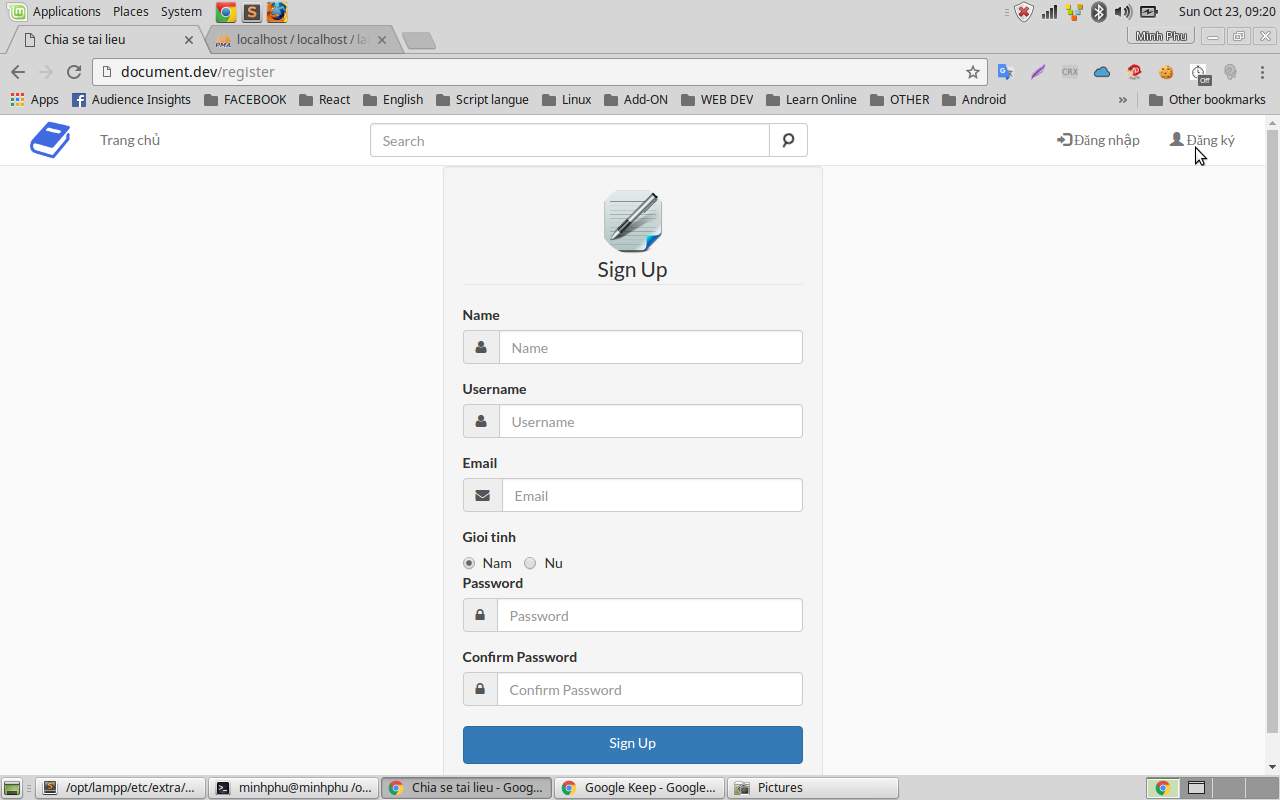 Applications Places System Sun Oct 23, 09:20
Chia se tai lieu localhost / localhost / la Minh Phu
document.dev/register CRX Off
Apps Audience Insights FACEBOOK React English Script langue Linux Add-ON WEB DEV Learn Online OTHER Android » Other bookmarks
Trang chủ Search Đăng nhập Đăng ký
Sign Up
Name
Name
Username
Username
Email
Email
Gioi tinh
Nam Nu
Password
Password
Confirm Password
Confirm Password
Sign Up
/opt/lampp/etc/extra/... minhphu@minhphu /o... Chia se tai lieu - Goog... Google Keep - Google... Pictures